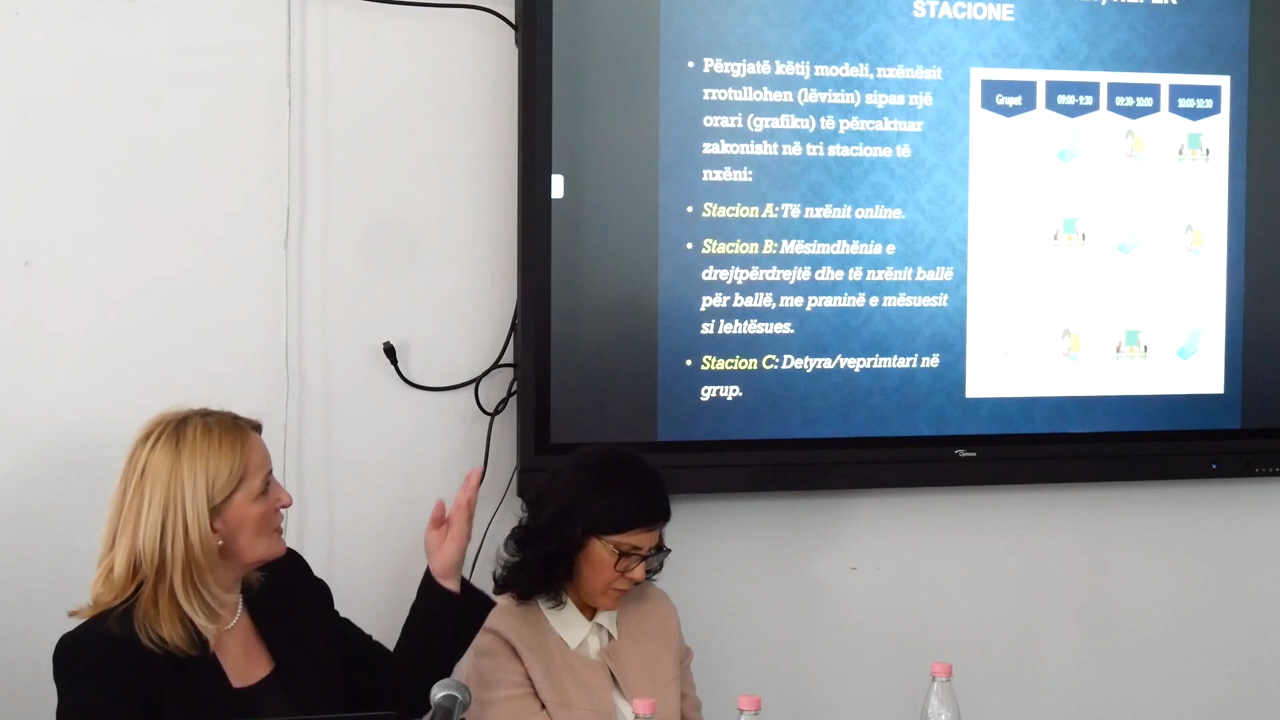 STACIONE
• Përgjatë këtij modeli, nxënësit
rrotullohen (lëvizin) sipas një
orari (grafiku) të përcaktuar
zakonisht në tri stacione të
nxëni:
• Stacion A: Të nxënit online.
• Stacion B: Mësimdhënia e
drejtpërdrejtë dhe të nxënit ballë
për ballë, me praninë e mësuesit
si lehtësues.
• Stacion C: Detyra/veprimtari në
grup.
Grupet 09:00 - 9:30 09:30- 10:00 10:00-10:30
Optoma